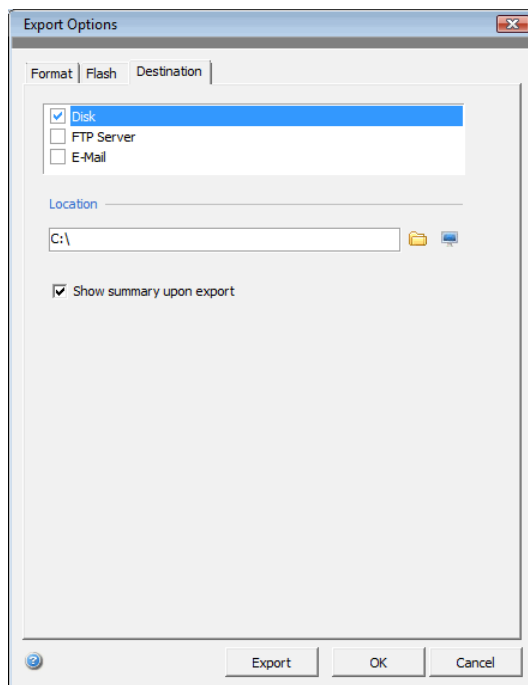 Export Options
Format Flash Destination
Disk
FTP Server
E-Mail
Location
C:\
Show summary upon export
Export OK Cancel